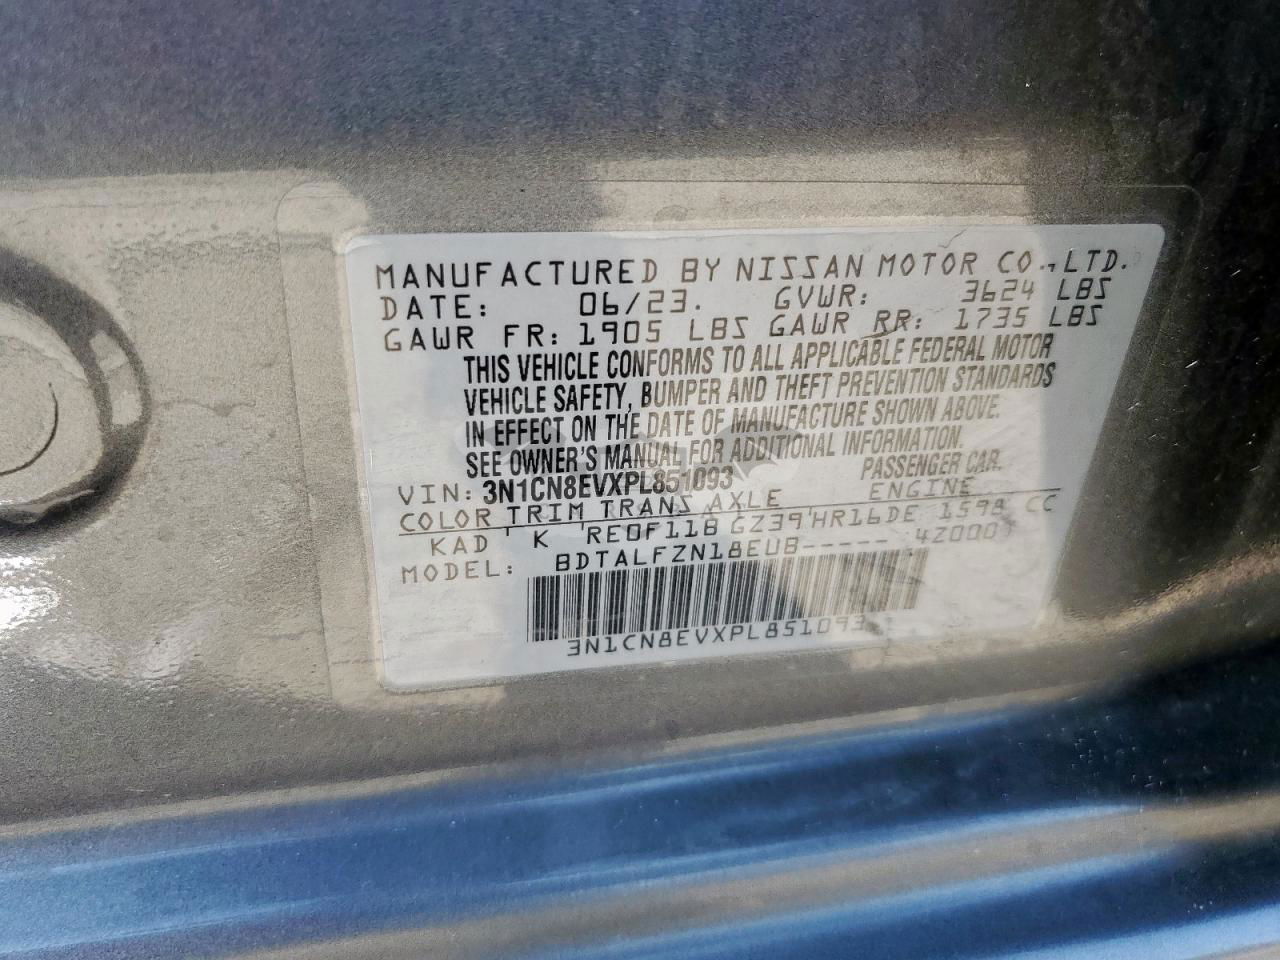 MANUFACTURED BY NISSAN MOTOR CO., LTD.
DATE: 06/23. GVWR: 3624 LBS
GAWR FR: 1905 LBS GAWR RR: 1735 LBS
THIS VEHICLE CONFORMS TO ALL APPLICABLE FEDERAL MOTOR
VEHICLE SAFETY, BUMPER AND THEFT PREVENTION STANDARDS
IN EFFECT ON THE DATE OF MANUFACTURE SHOWN ABOVE.
SEE OWNER'S MANUAL FOR ADDITIONAL INFORMATION.
VIN: 3N1CN8EVXPL851093 PASSENGER CAR.
COLOR TRIM TRANS AXLE ENGINE
KAD K RE0F11B GZ39 HR16DE 1598 CC
MODEL: BDTALFZN18EUB----- 4Z000
3N1CN8EVXPL851093